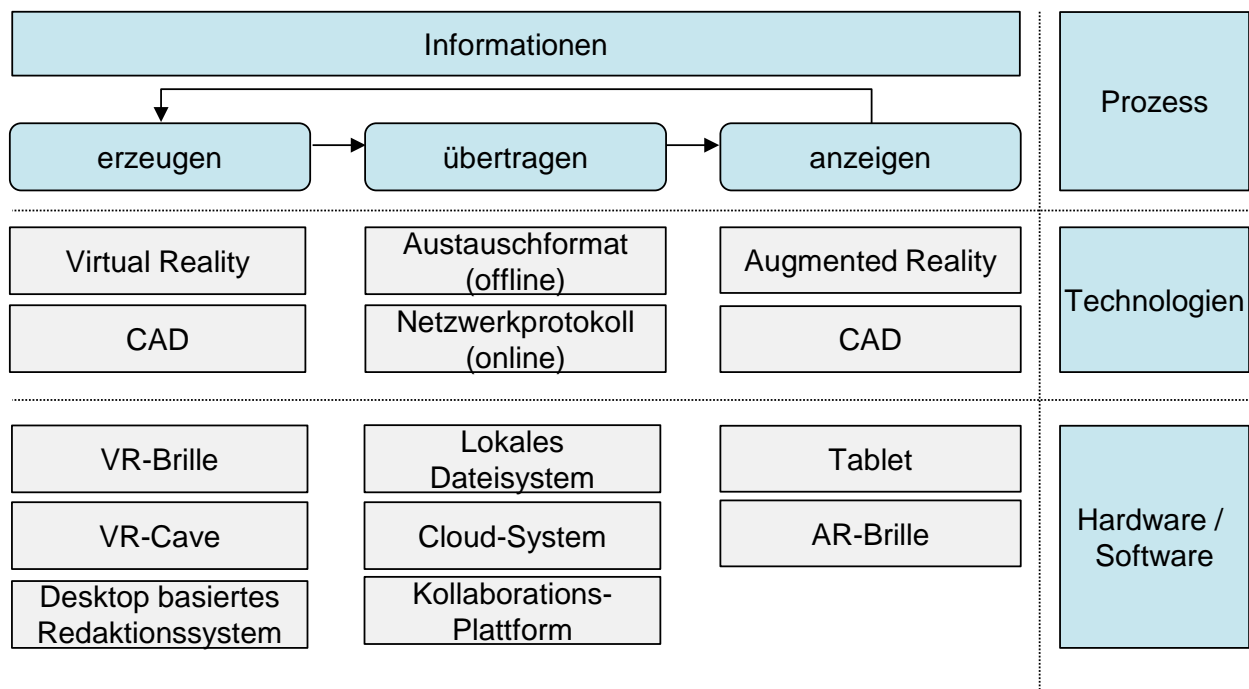 Informationen
Prozess
erzeugen
übertragen
anzeigen
Virtual Reality
Austauschformat
(offline)
Augmented Reality
Technologien
CAD
Netzwerkprotokoll
(online)
CAD
VR-Brille
Lokales
Dateisystem
Tablet
Hardware /
Software
VR-Cave
Cloud-System
AR-Brille
Desktop basiertes
Redaktionssystem
Kollaborations-
Plattform